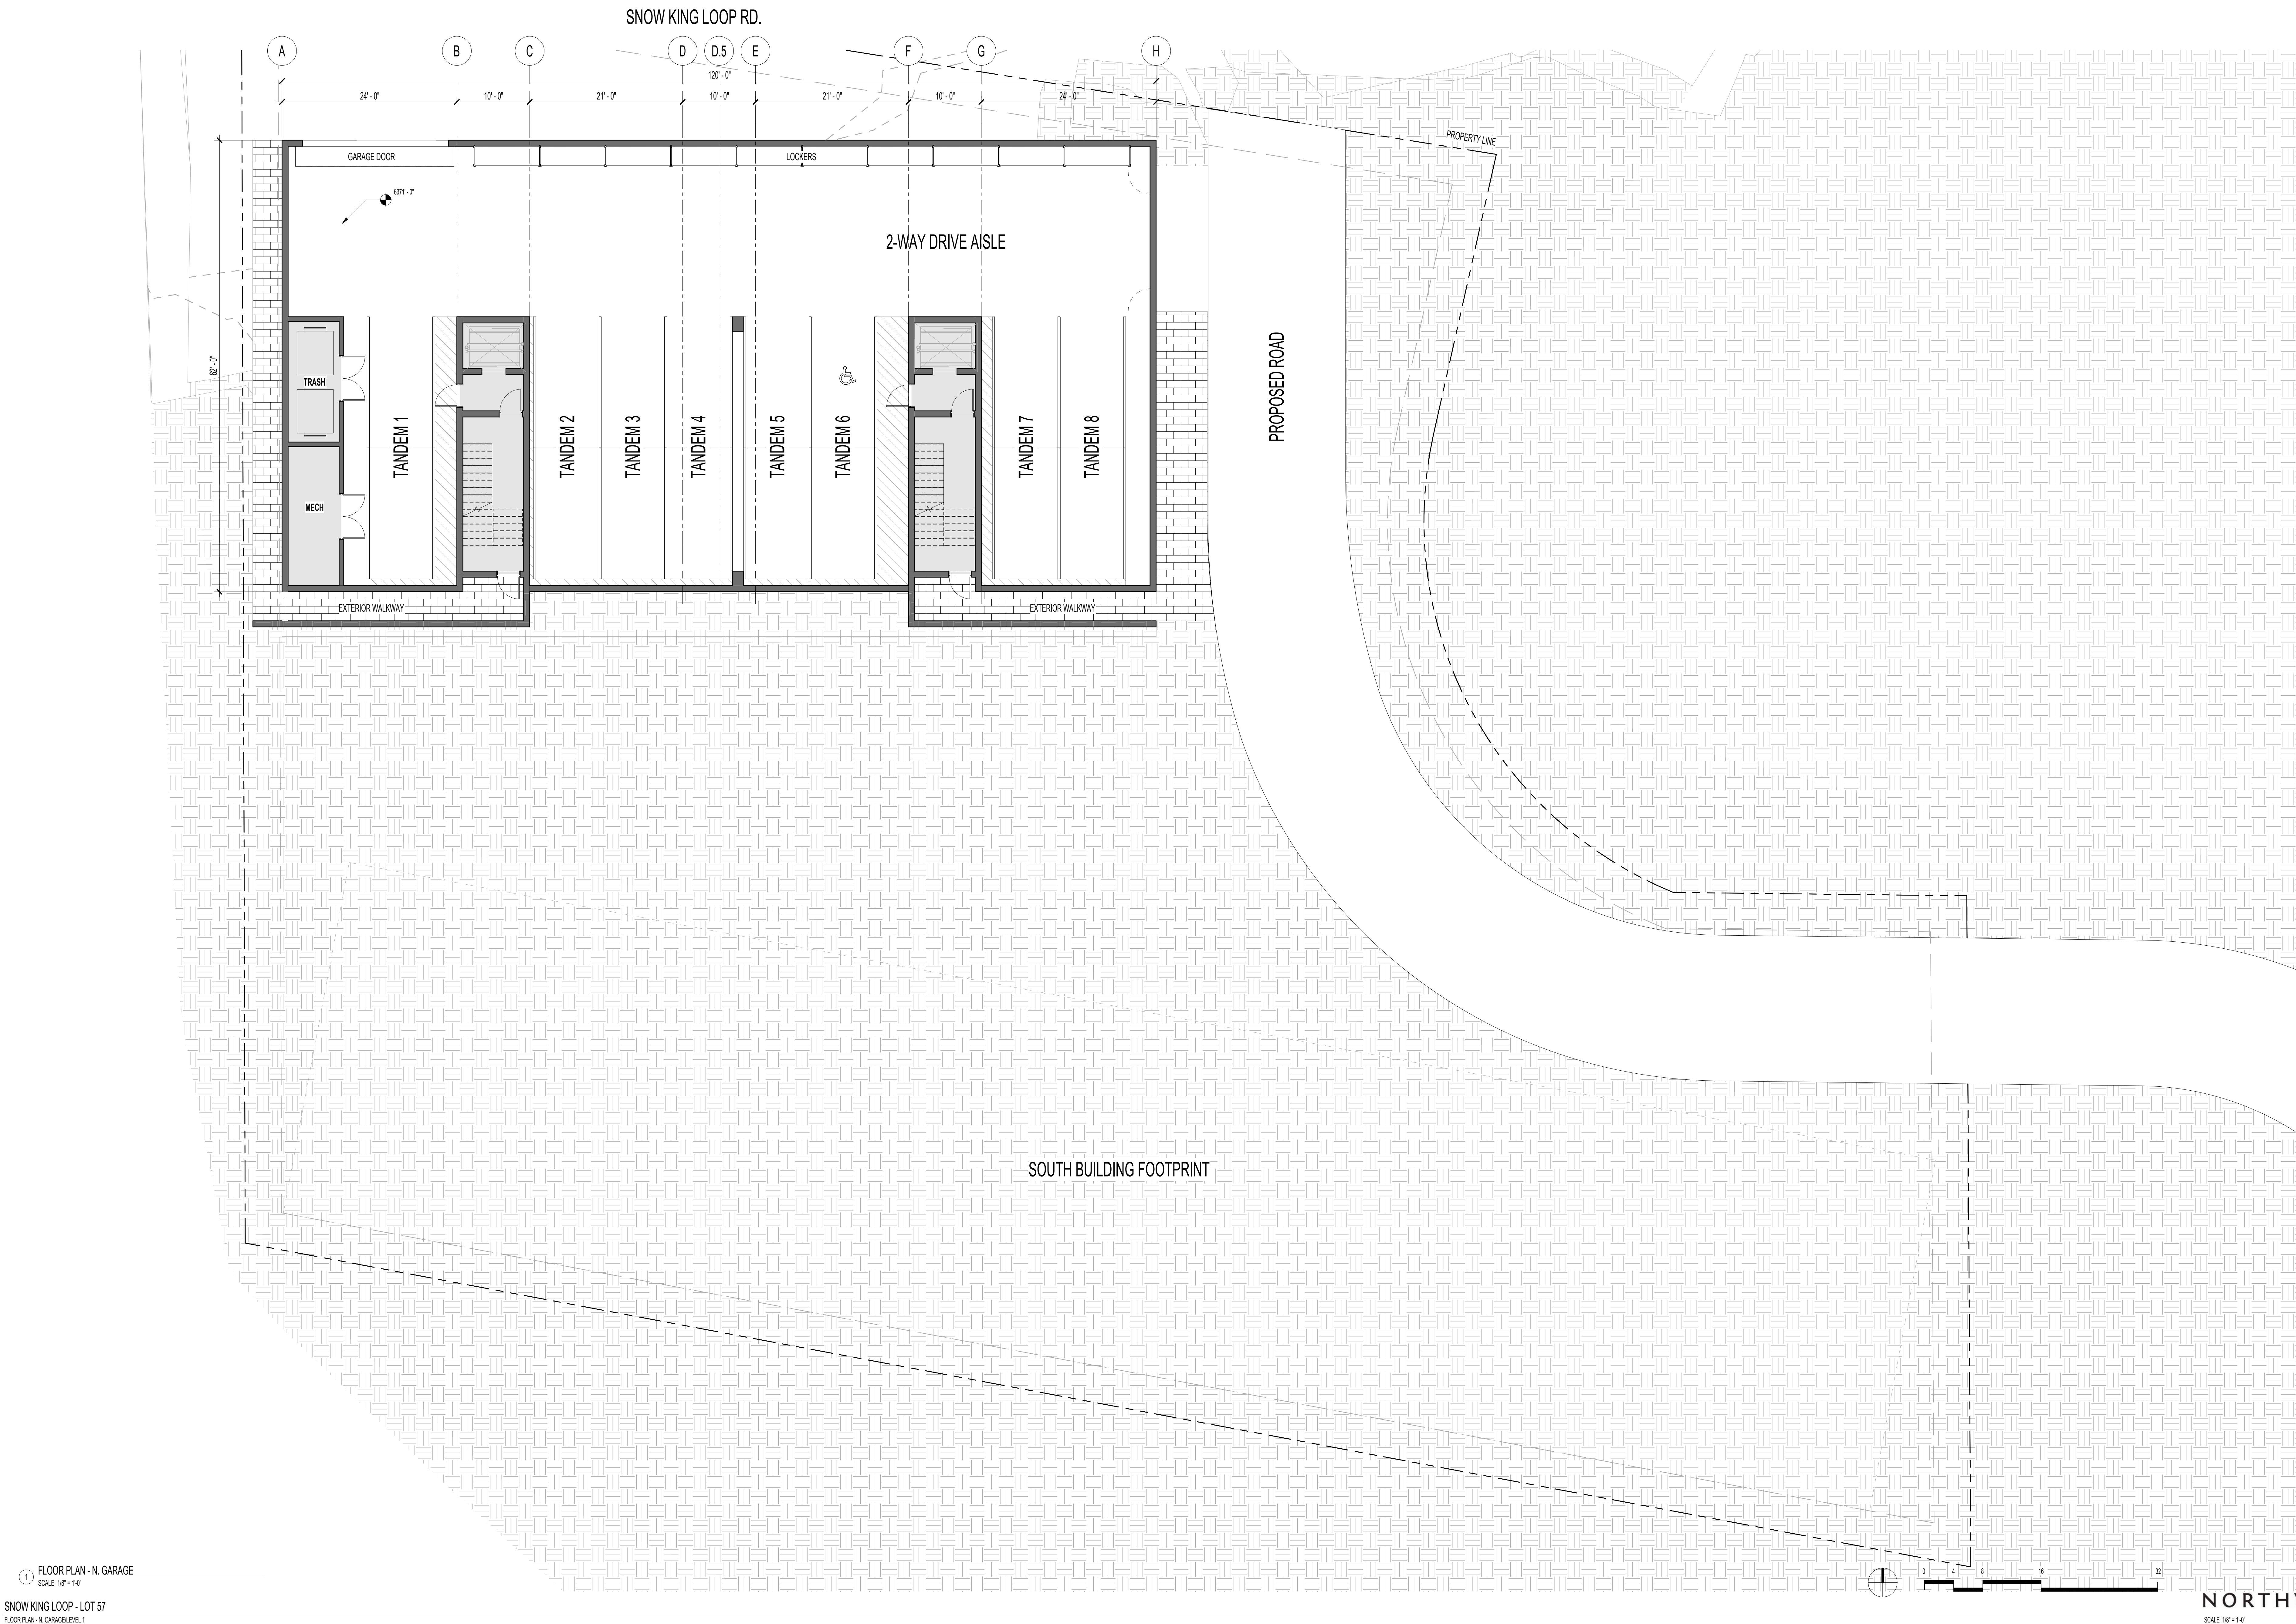 SNOW KING LOOP RD.
A B C D D.5 E F G H
120' - 0"
24' - 0" 10' - 0" 21' - 0" 10' - 0" 21' - 0" 10' - 0" 24' - 0"
PROPERTY LINE
GARAGE DOOR
LOCKERS
6371' - 0"
2-WAY DRIVE AISLE
62' - 0"
PROPOSED ROAD
TRASH
TANDEM 1
TANDEM 2
TANDEM 3
TANDEM 4
TANDEM 5
TANDEM 6
TANDEM 7
TANDEM 8
MECH
EXTERIOR WALKWAY
EXTERIOR WALKWAY
SOUTH BUILDING FOOTPRINT
1
FLOOR PLAN - N. GARAGE
SCALE 1/8" = 1'-0"
0 4 8 16 32
SNOW KING LOOP - LOT 57
FLOOR PLAN - N. GARAGE/LEVEL 1
NORTH
SCALE 1/8" = 1'-0"